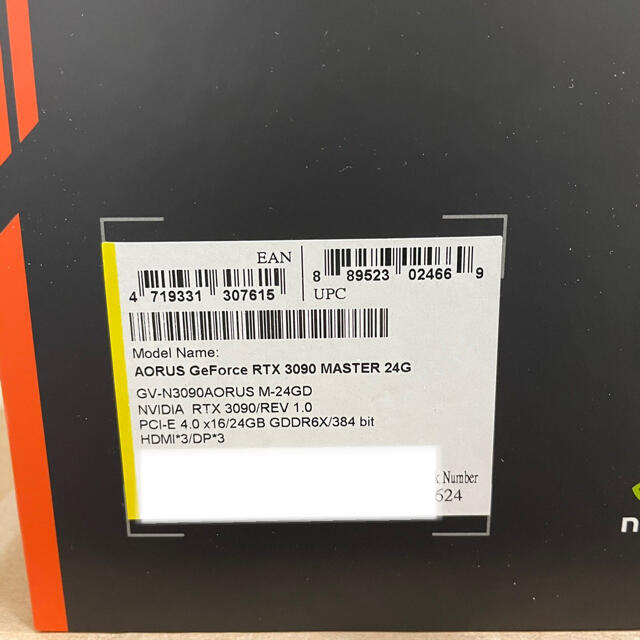 EAN
4 719331 307615
8 89523 02466 9
UPC
Model Name:
AORUS GeForce RTX 3090 MASTER 24G
GV-N3090AORUS M-24GD
NVIDIA RTX 3090/REV 1.0
PCI-E 4.0 x16/24GB GDDR6X/384 bit
HDMI*3/DP*3
Number
624